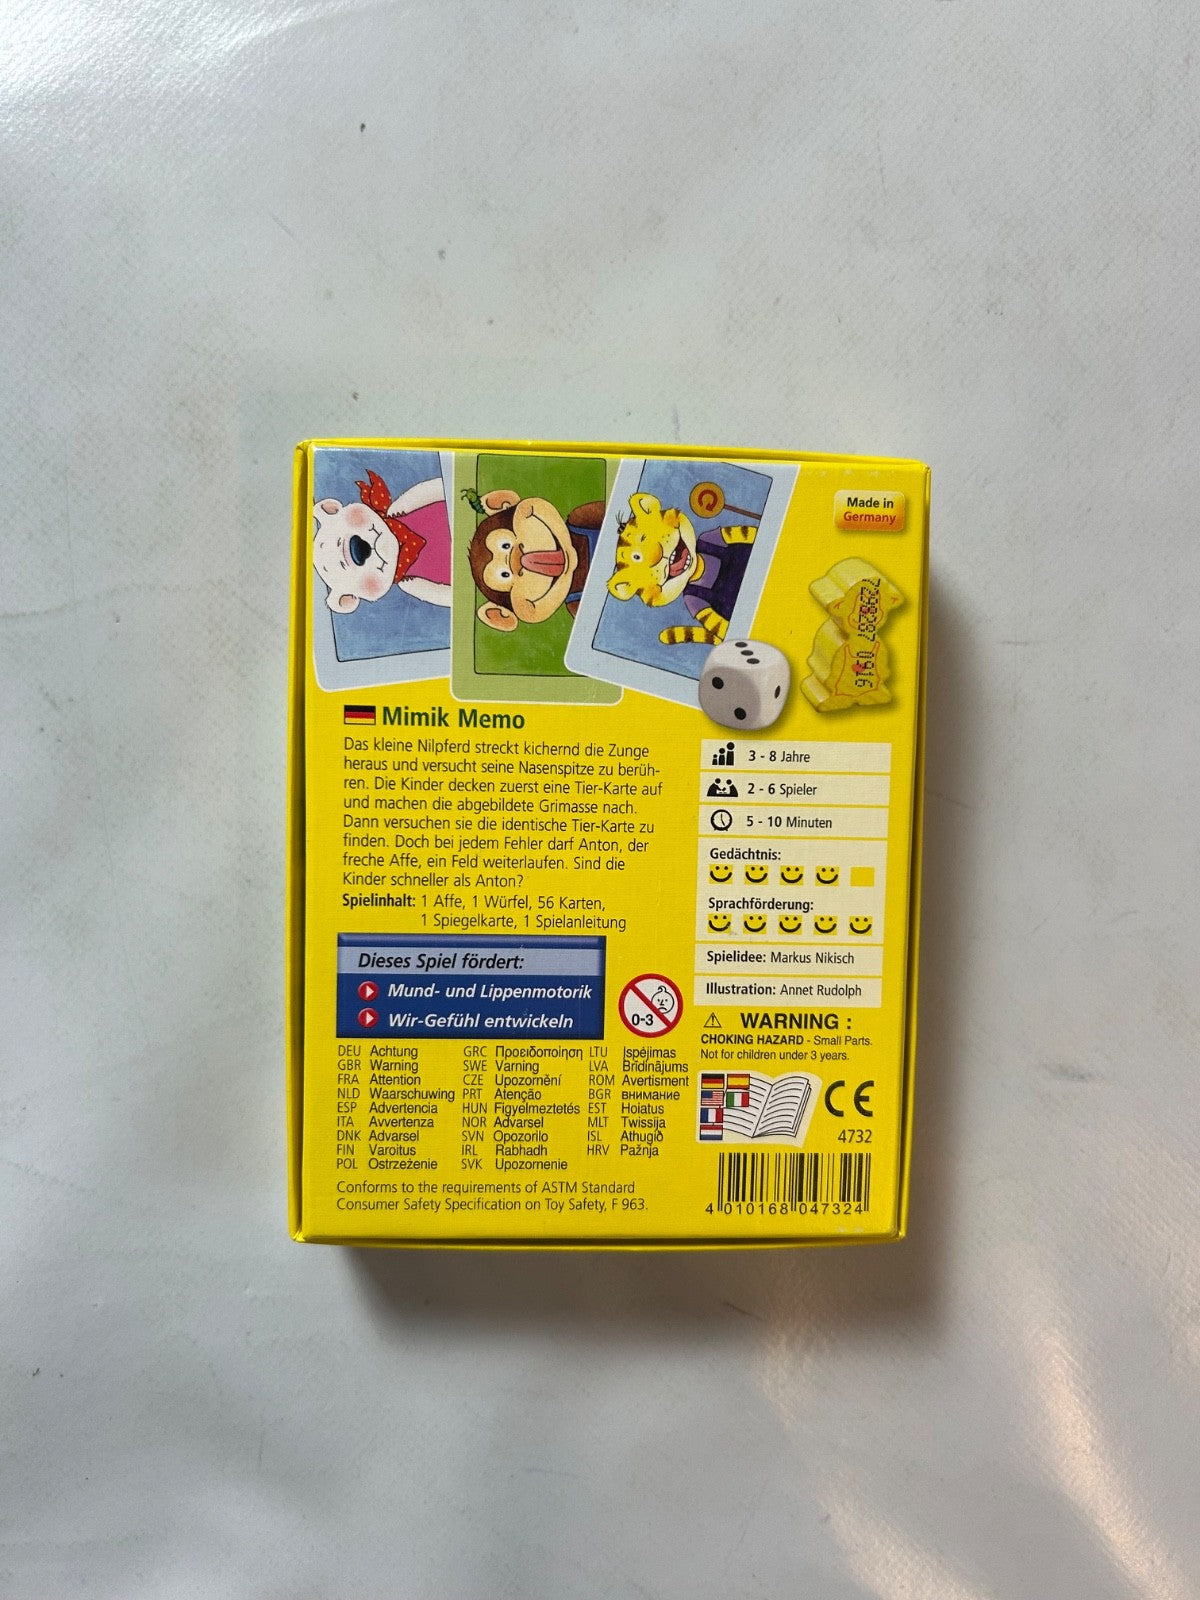 Made in
Germany
7298287 09160
Mimik Memo
Das kleine Nilpferd streckt kichernd die Zunge
heraus und versucht seine Nasenspitze zu berüh-
ren. Die Kinder decken zuerst eine Tier-Karte auf
und machen die abgebildete Grimasse nach.
Dann versuchen sie die identische Tier-Karte zu
finden. Doch bei jedem Fehler darf Anton, der
freche Affe, ein Feld weiterlaufen. Sind die
Kinder schneller als Anton?
Spielinhalt: 1 Affe, 1 Würfel, 56 Karten,
1 Spiegelkarte, 1 Spielanleitung
Dieses Spiel fördert:
Mund- und Lippenmotorik
Wir-Gefühl entwickeln
0-3
3 - 8 Jahre
2 - 6 Spieler
5 - 10 Minuten
Gedächtnis:
Sprachförderung:
Spielidee: Markus Nikisch
Illustration: Annet Rudolph
WARNING :
CHOKING HAZARD - Small Parts.
Not for children under 3 years.
DEU Achtung
GBR Warning
FRA Attention
NLD Waarschuwing
ESP Advertencia
ITA Avvertenza
DNK Advarsel
FIN Varoitus
POL Ostrzeżenie
GRC Προειδοποίηση
SWE Varning
CZE Upozornění
PRT Atenção
HUN Figyelmeztetés
NOR Advarsel
SVN Opozorilo
IRL Rabhadh
SVK Upozornenie
LTU Įspėjimas
LVA Brīdinājums
ROM Avertisment
BGR внимание
EST Hoiatus
MLT Twissija
ISL Athugið
HRV Pažnja
Conforms to the requirements of ASTM Standard
Consumer Safety Specification on Toy Safety, F 963.
CE
4732
4 010168 047324